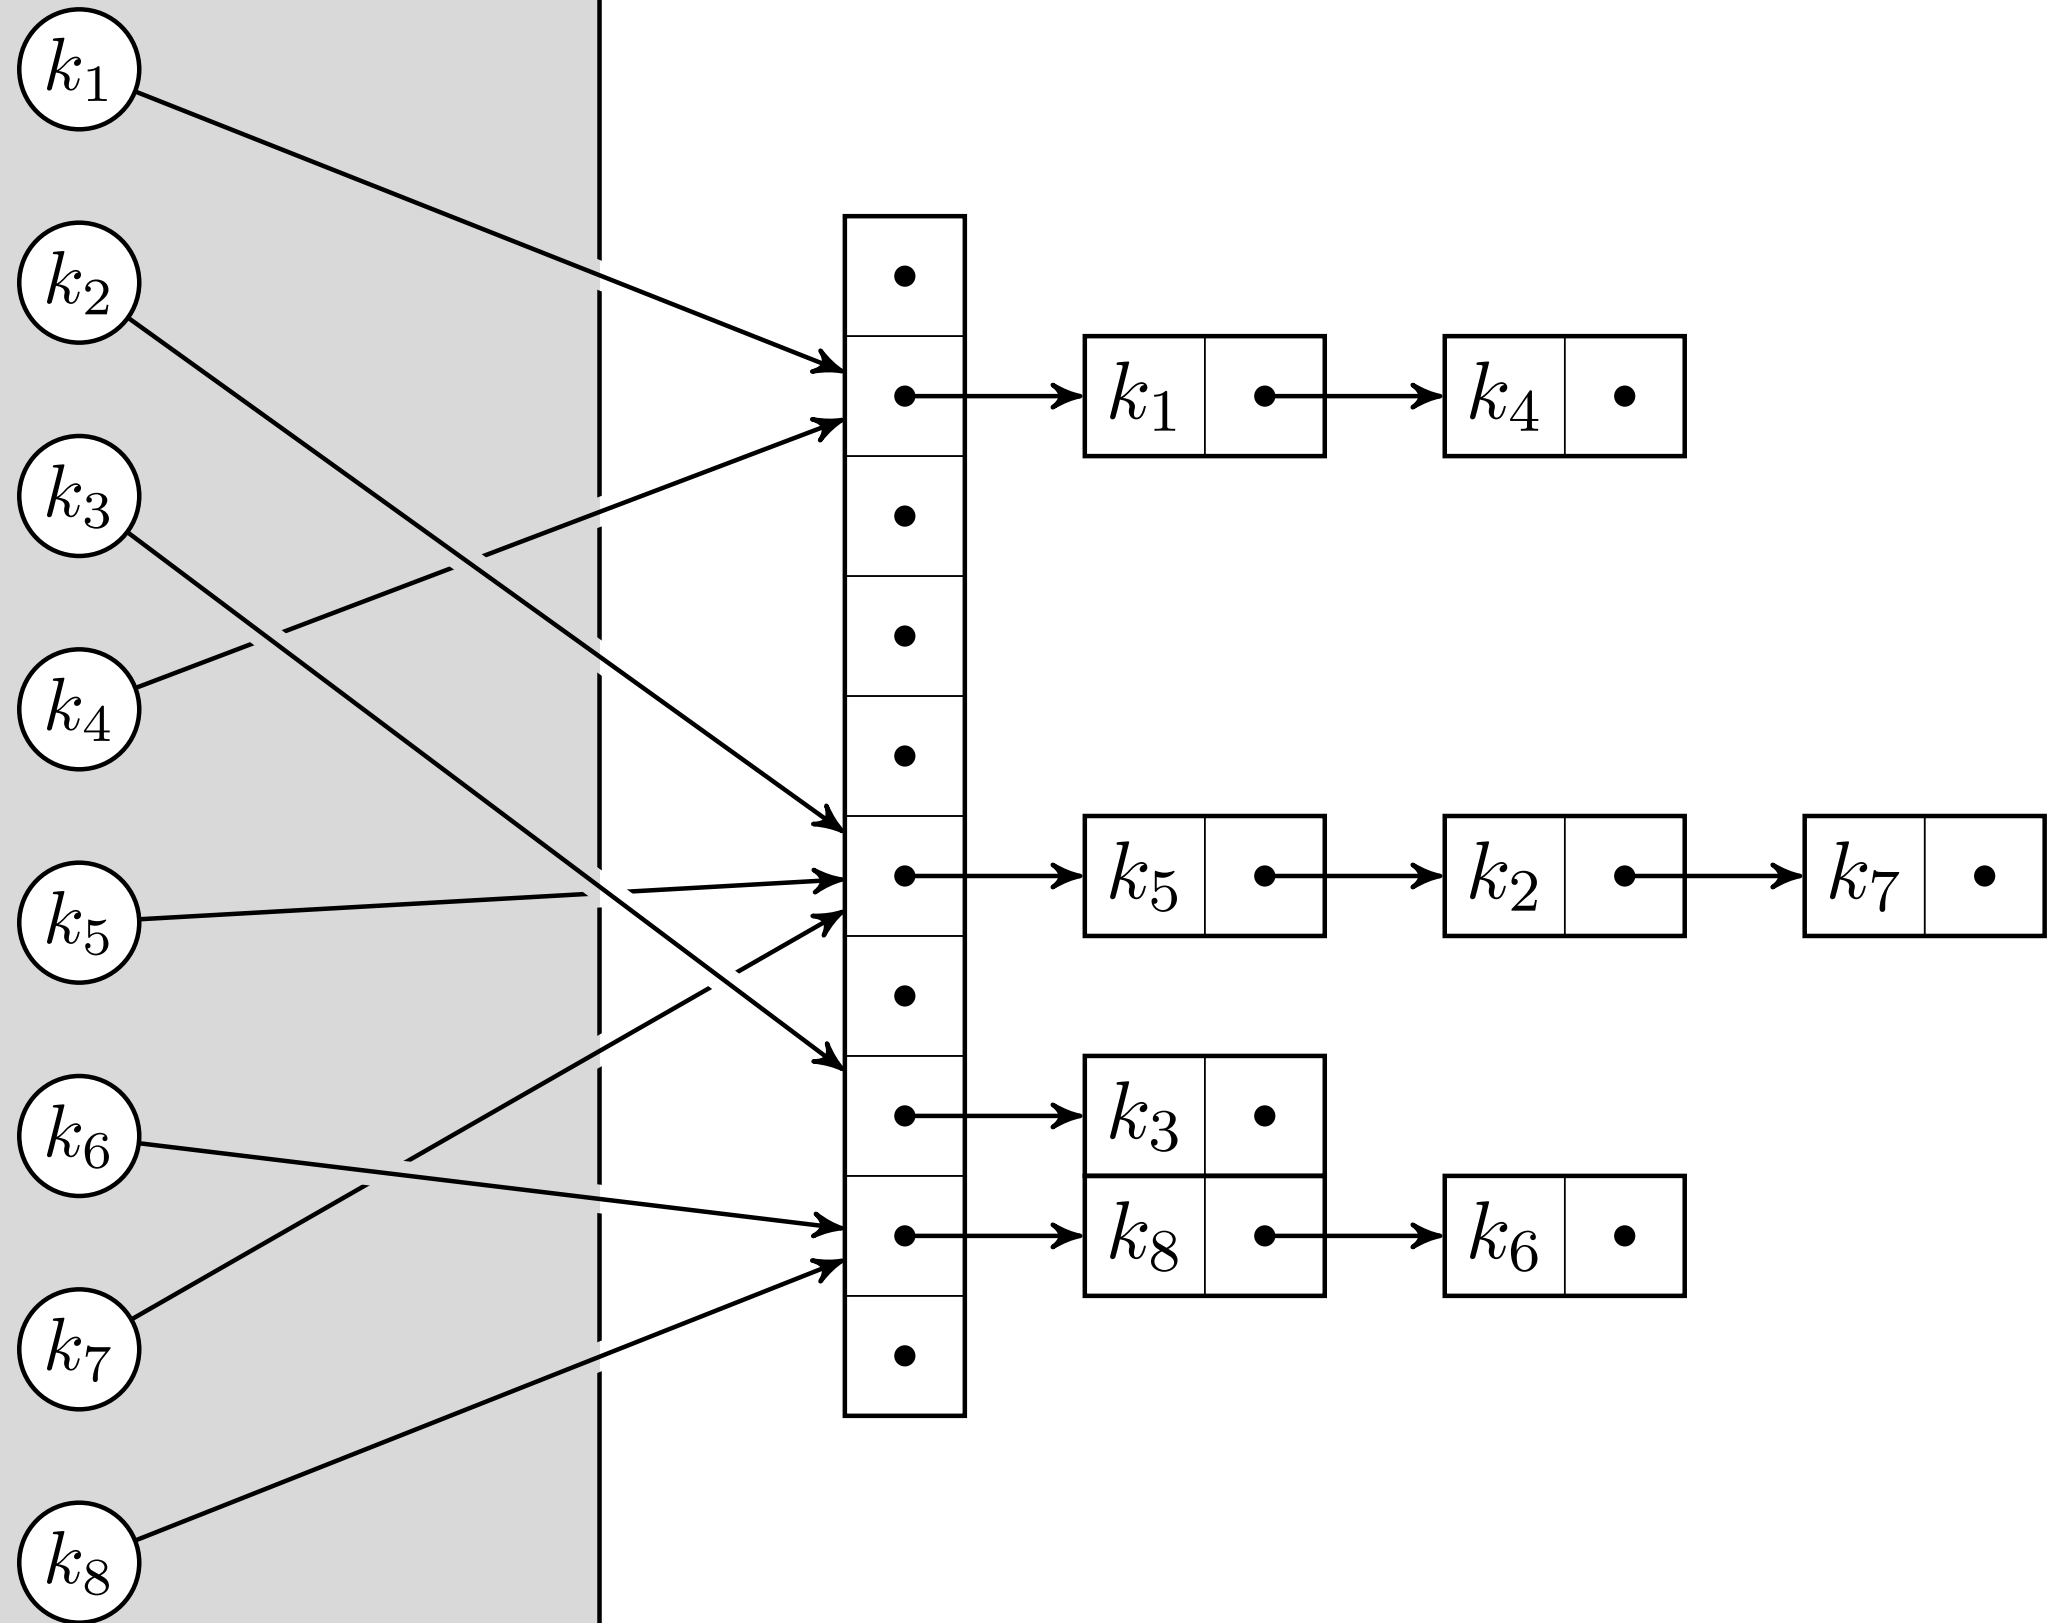 k₁
k₂
k₃
k₄
k₅
k₆
k₇
k₈
k₁ k₄
k₅ k₂ k₇
k₃
k₈ k₆